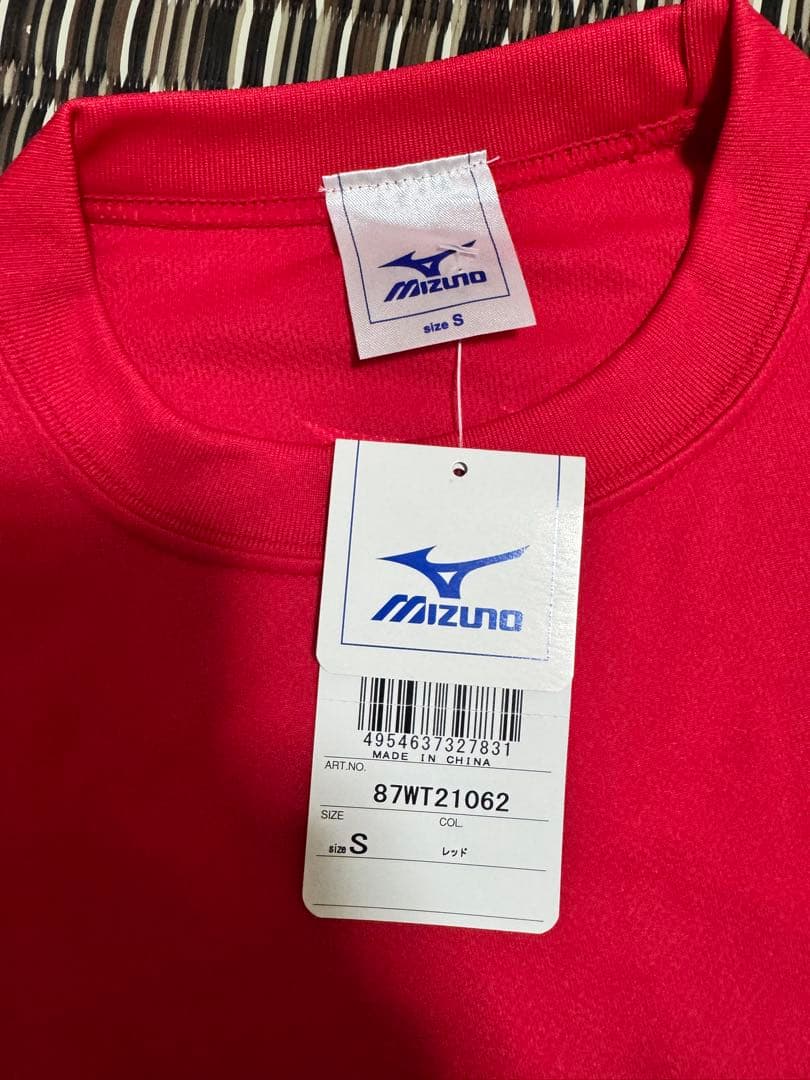 MIZUNO
size S
MIZUNO
4954637327831
MADE IN CHINA
ART.NO.
87WT21062
SIZE COL.
size S レッド